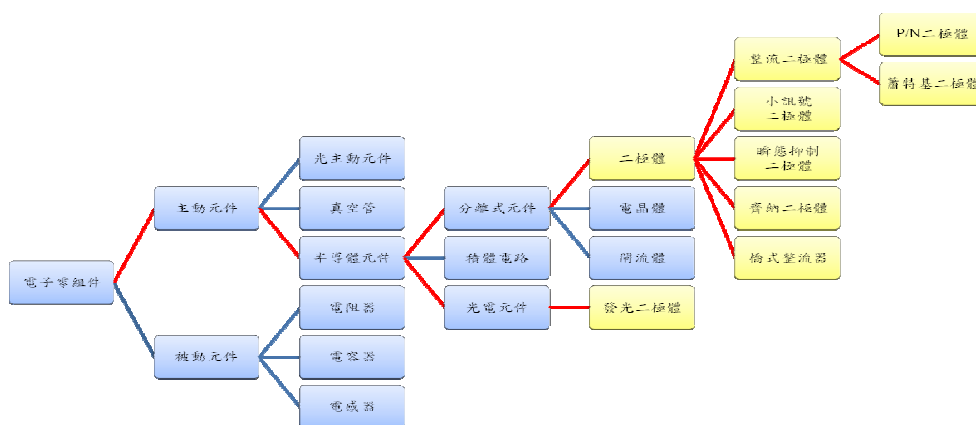 P/N二極體
整流二極體
蕭特基二極體
小訊號
二極體
光主動元件
二極體
瞬態抑制
二極體
主動元件
真空管
分離式元件
電晶體
齊納二極體
半導體元件
積體電路
閘流體
橋式整流器
電子零組件
電阻器
光電元件
發光二極體
被動元件
電容器
電感器